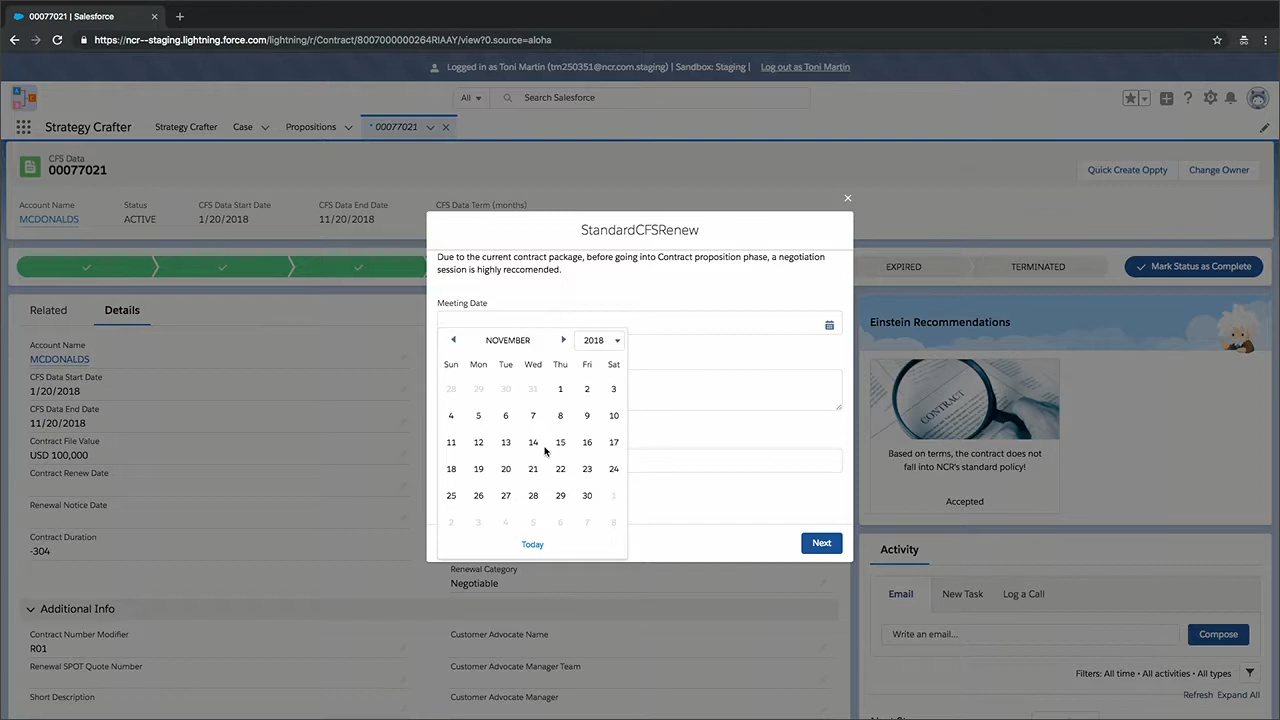 00077021 | Salesforce
https://ncr--staging.lightning.force.com/lightning/r/Contract/8007000000264RIAAY/view?0.source=aloha
Logged in as Toni Martin (tm250351@ncr.com.staging) | Sandbox: Staging | Log out as Toni Martin
All Search Salesforce
Strategy Crafter Strategy Crafter Case Propositions * 00077021
CFS Data
00077021
Quick Create Oppty Change Owner
Account Name Status CFS Data Start Date CFS Data End Date CFS Data Term (months)
MCDONALDS ACTIVE 1/20/2018 11/20/2018
EXPIRED TERMINATED Mark Status as Complete
StandardCFSRenew
Due to the current contract package, before going into Contract proposition phase, a negotiation
session is highly reccomended.
Meeting Date
NOVEMBER 2018
Sun Mon Tue Wed Thu Fri Sat
28 29 30 31 1 2 3
4 5 6 7 8 9 10
11 12 13 14 15 16 17
18 19 20 21 22 23 24
25 26 27 28 29 30 1
2 3 4 5 6 7 8
Today
Next
Related Details
Account Name
MCDONALDS
CFS Data Start Date
1/20/2018
CFS Data End Date
11/20/2018
Contract File Value
USD 100,000
Contract Renew Date
Renewal Notice Date
Contract Duration
-304
Renewal Category
Negotiable
Additional Info
Contract Number Modifier
R01
Renewal SPOT Quote Number
Short Description
Customer Advocate Name
Customer Advocate Manager Team
Customer Advocate Manager
Einstein Recommendations
CONTRACT
Based on terms, the contract does not
fall into NCR's standard policy!
Accepted
Activity
Email New Task Log a Call
Write an email... Compose
Filters: All time • All activities • All types
Refresh Expand All